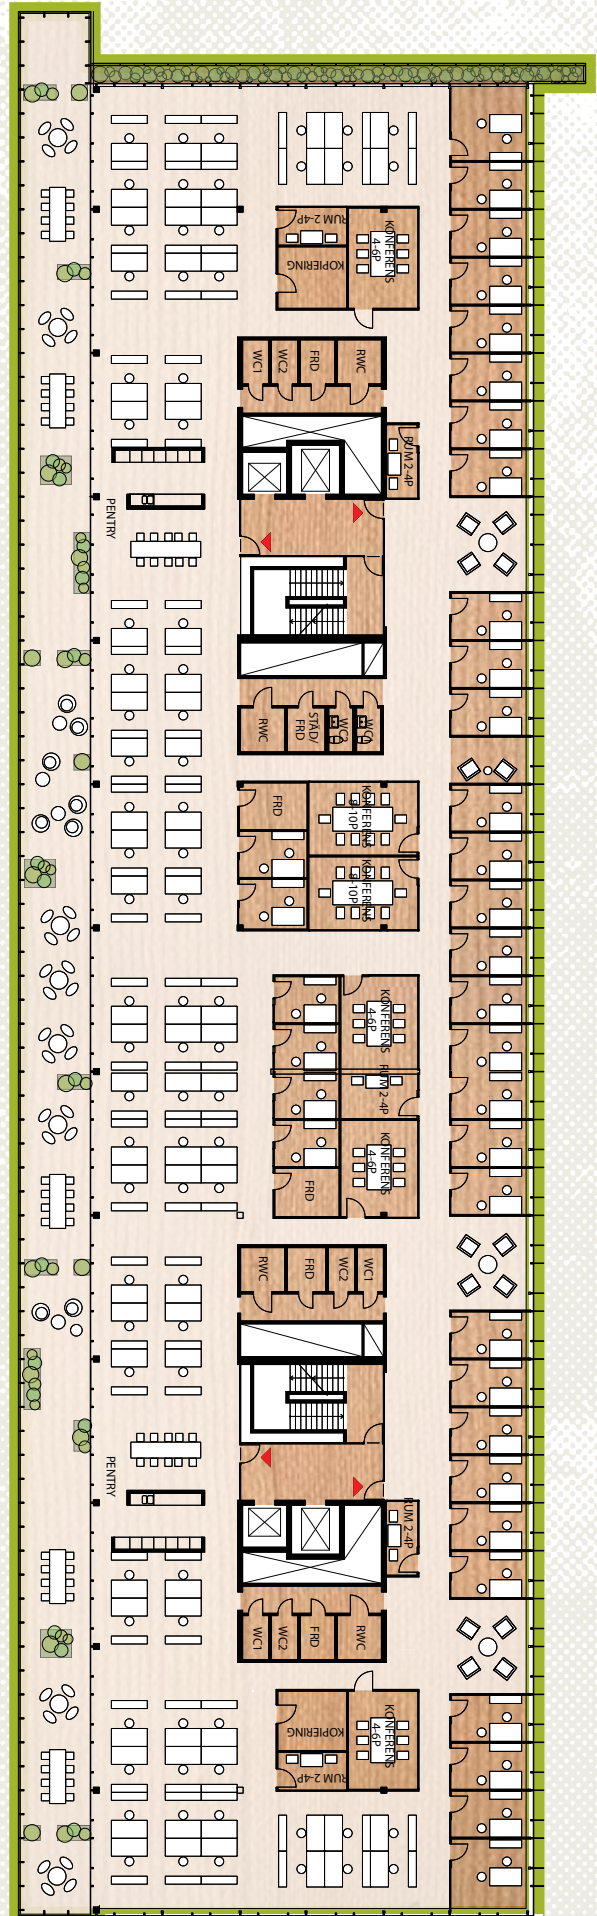 RUM 2-4P
KONFERENS
4-6P
KOPIERING
WC1
WC2
FRD
RWC
RUM 2-4P
PENTRY
RWC
STÄD/
FRD
WC2
WC1
FRD
KONFERENS
8-10P
KONFERENS
8-10P
KONFERENS
4-6P
RUM 2-4P
KONFERENS
4-6P
FRD
RWC
FRD
WC2
WC1
PENTRY
RUM 2-4P
WC1
WC2
FRD
RWC
KOPIERING
KONFERENS
4-6P
RUM 2-4P